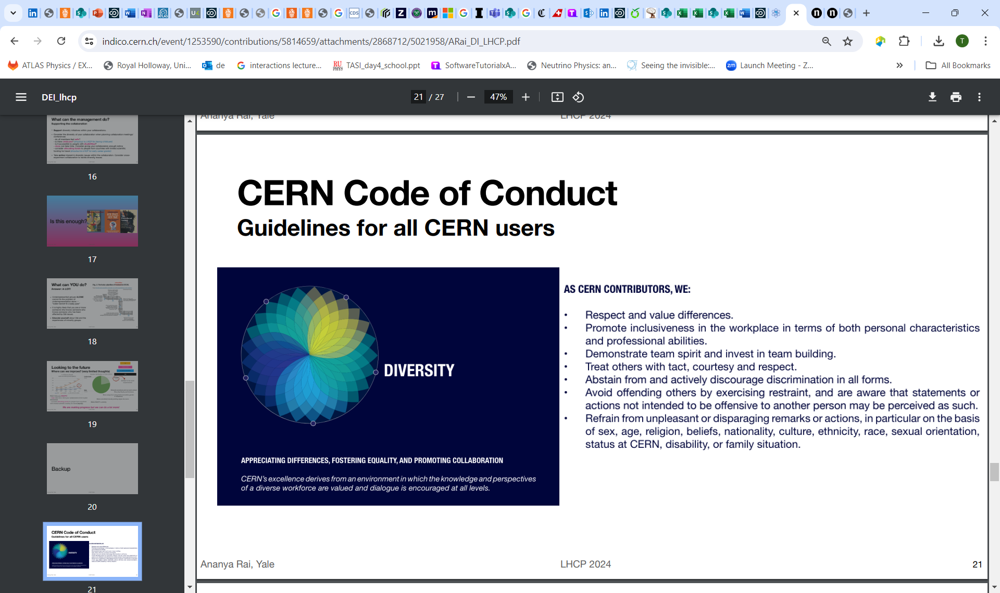 indico.cern.ch/event/1253590/contributions/5814659/attachments/2868712/5021958/ARai_DI_LHCP.pdf
T
ATLAS Physics / EX...
Royal Holloway, Uni...
de
interactions lecture...
TASI_day4_school.ppt
SoftwareTutorialxA...
Neutrino Physics: an...
Seeing the invisible:...
Launch Meeting - Z...
All Bookmarks
DEI_lhcp
21 / 27
47%
What can the management do?
Supporting the collaboration
16
Is this enough?
17
What can YOU do?
Answer: A LOT!
18
Looking to the future
Where can we improve? (very limited thoughts)
We are making progress but we can do a lot more!
19
Backup
20
CERN Code of Conduct
Guidelines for all CERN users
DIVERSITY
21
Ananya Rai, Yale
LHCP 2024
CERN Code of Conduct
Guidelines for all CERN users
DIVERSITY
APPRECIATING DIFFERENCES, FOSTERING EQUALITY, AND PROMOTING COLLABORATION
CERN's excellence derives from an environment in which the knowledge and perspectives
of a diverse workforce are valued and dialogue is encouraged at all levels.
AS CERN CONTRIBUTORS, WE:
• Respect and value differences.
• Promote inclusiveness in the workplace in terms of both personal characteristics
and professional abilities.
• Demonstrate team spirit and invest in team building.
• Treat others with tact, courtesy and respect.
• Abstain from and actively discourage discrimination in all forms.
• Avoid offending others by exercising restraint, and are aware that statements or
actions not intended to be offensive to another person may be perceived as such.
• Refrain from unpleasant or disparaging remarks or actions, in particular on the basis
of sex, age, religion, beliefs, nationality, culture, ethnicity, race, sexual orientation,
status at CERN, disability, or family situation.
Ananya Rai, Yale
LHCP 2024
21